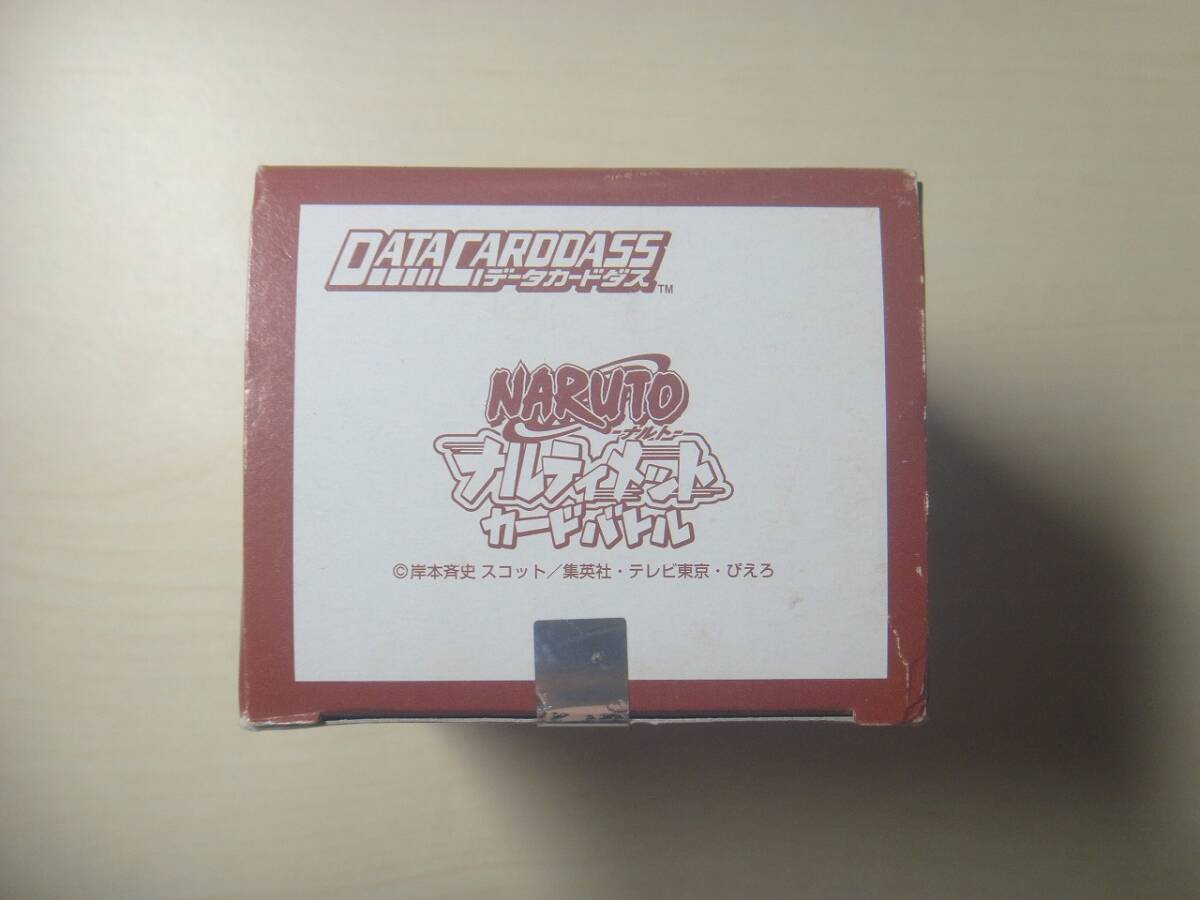 DATA CARDDASS
データカードダス™
NARUTO
-ナルト-
ナルティメット
カードバトル
©岸本斉史 スコット／集英社・テレビ東京・ぴえろ